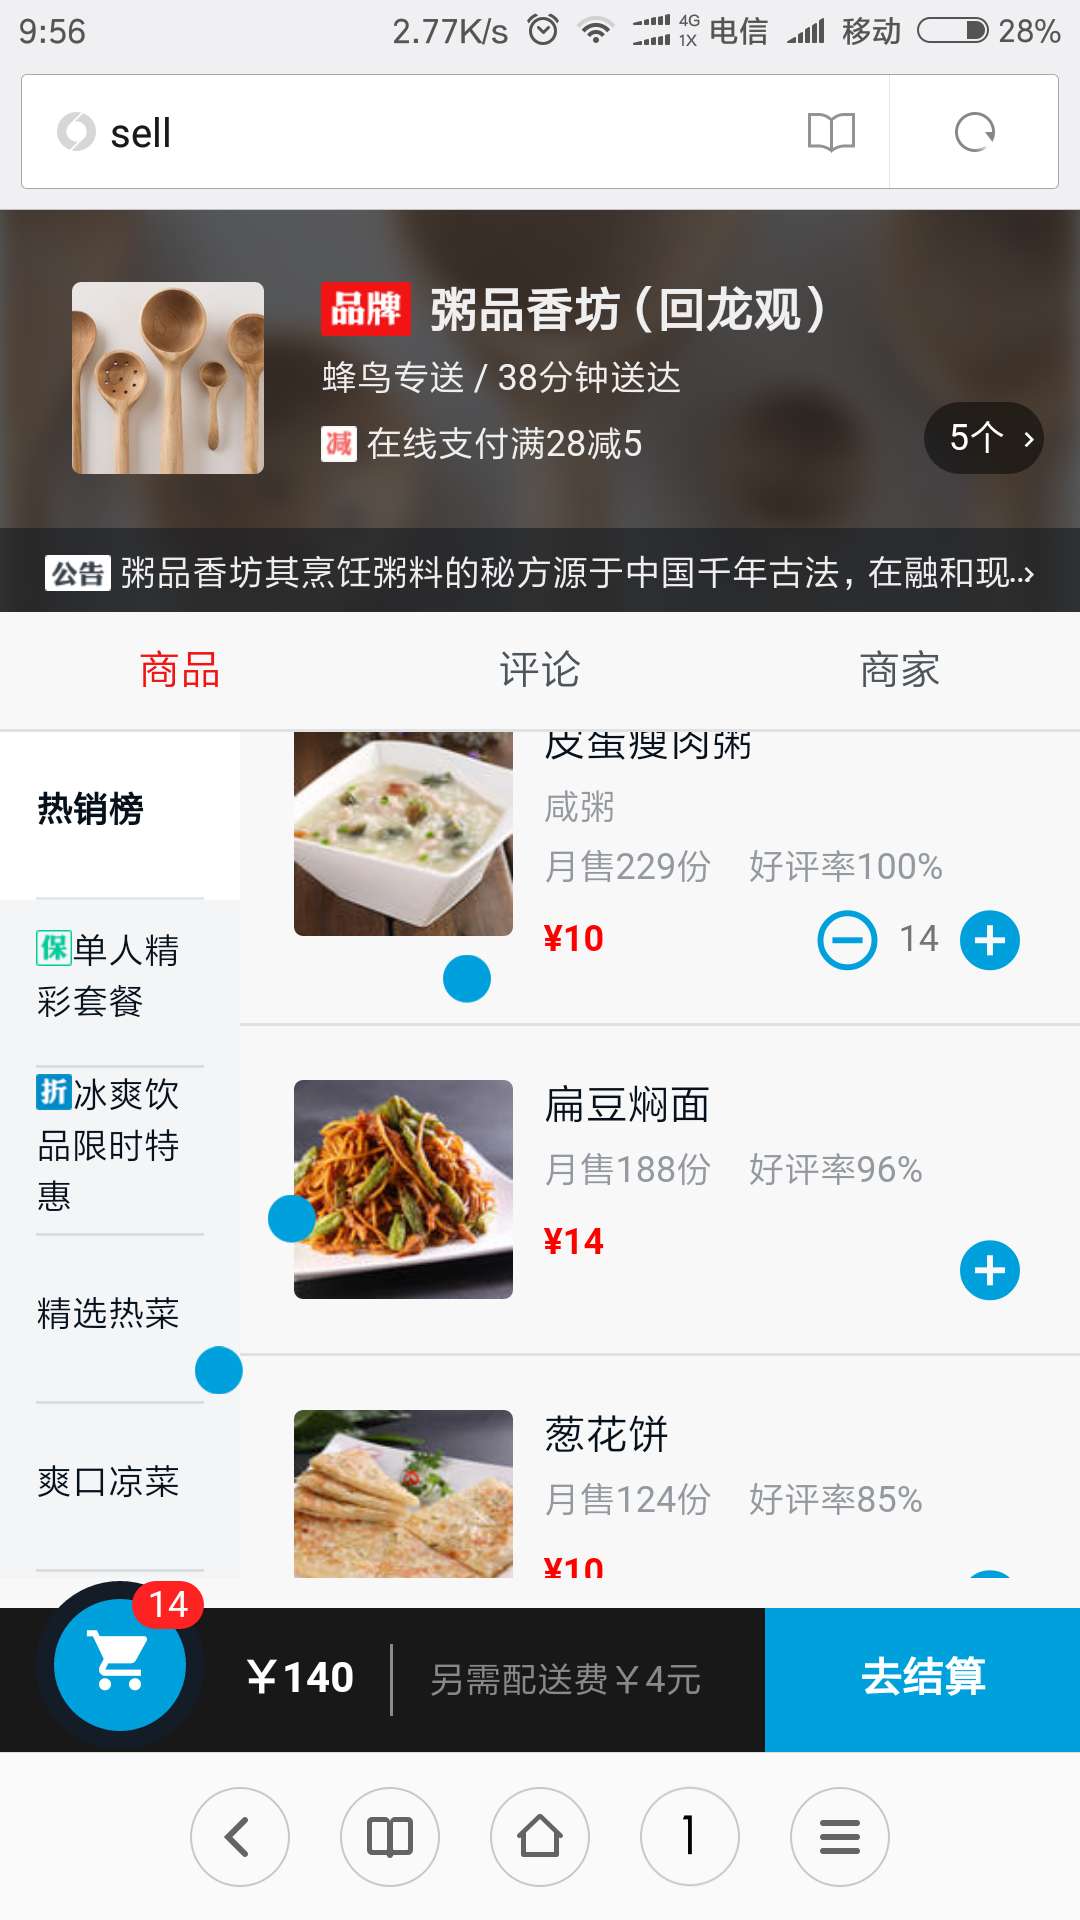 9:56 2.77K/s 4G 1X 电信 移动 28%
sell
品牌 粥品香坊（回龙观）
蜂鸟专送 / 38分钟送达
减 在线支付满28减5
5个 ›
公告 粥品香坊其烹饪粥料的秘方源于中国千年古法，在融和现... ›
商品 评论 商家
热销榜
保单人精
彩套餐
折冰爽饮
品限时特
惠
精选热菜
爽口凉菜
皮蛋瘦肉粥
咸粥
月售229份 好评率100%
¥10 14
扁豆焖面
月售188份 好评率96%
¥14
葱花饼
月售124份 好评率85%
¥10
14
￥140 另需配送费￥4元 去结算
1